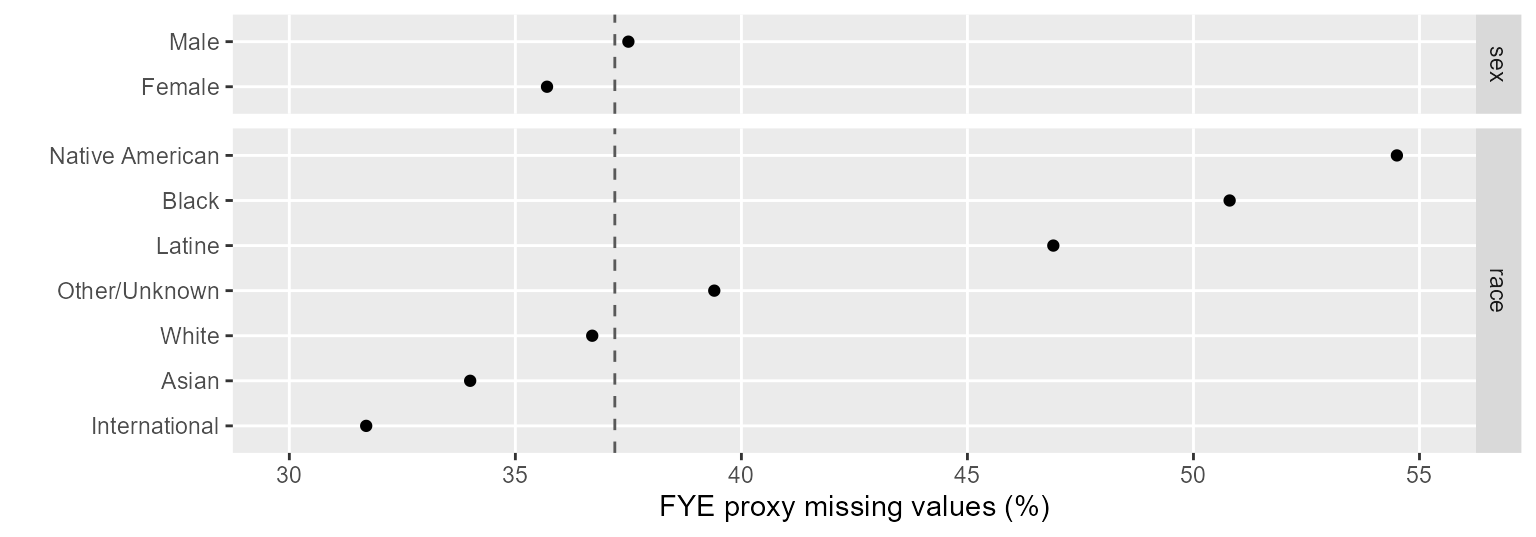 Male
Female
sex
Native American
Black
Latine
Other/Unknown
White
Asian
International
race
30 35 40 45 50 55
FYE proxy missing values (%)